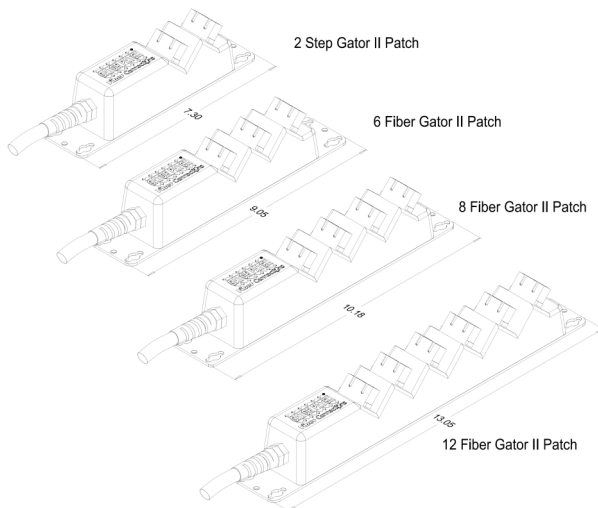 2 Step Gator II Patch
7.30
6 Fiber Gator II Patch
9.05
8 Fiber Gator II Patch
10.18
13.05
12 Fiber Gator II Patch